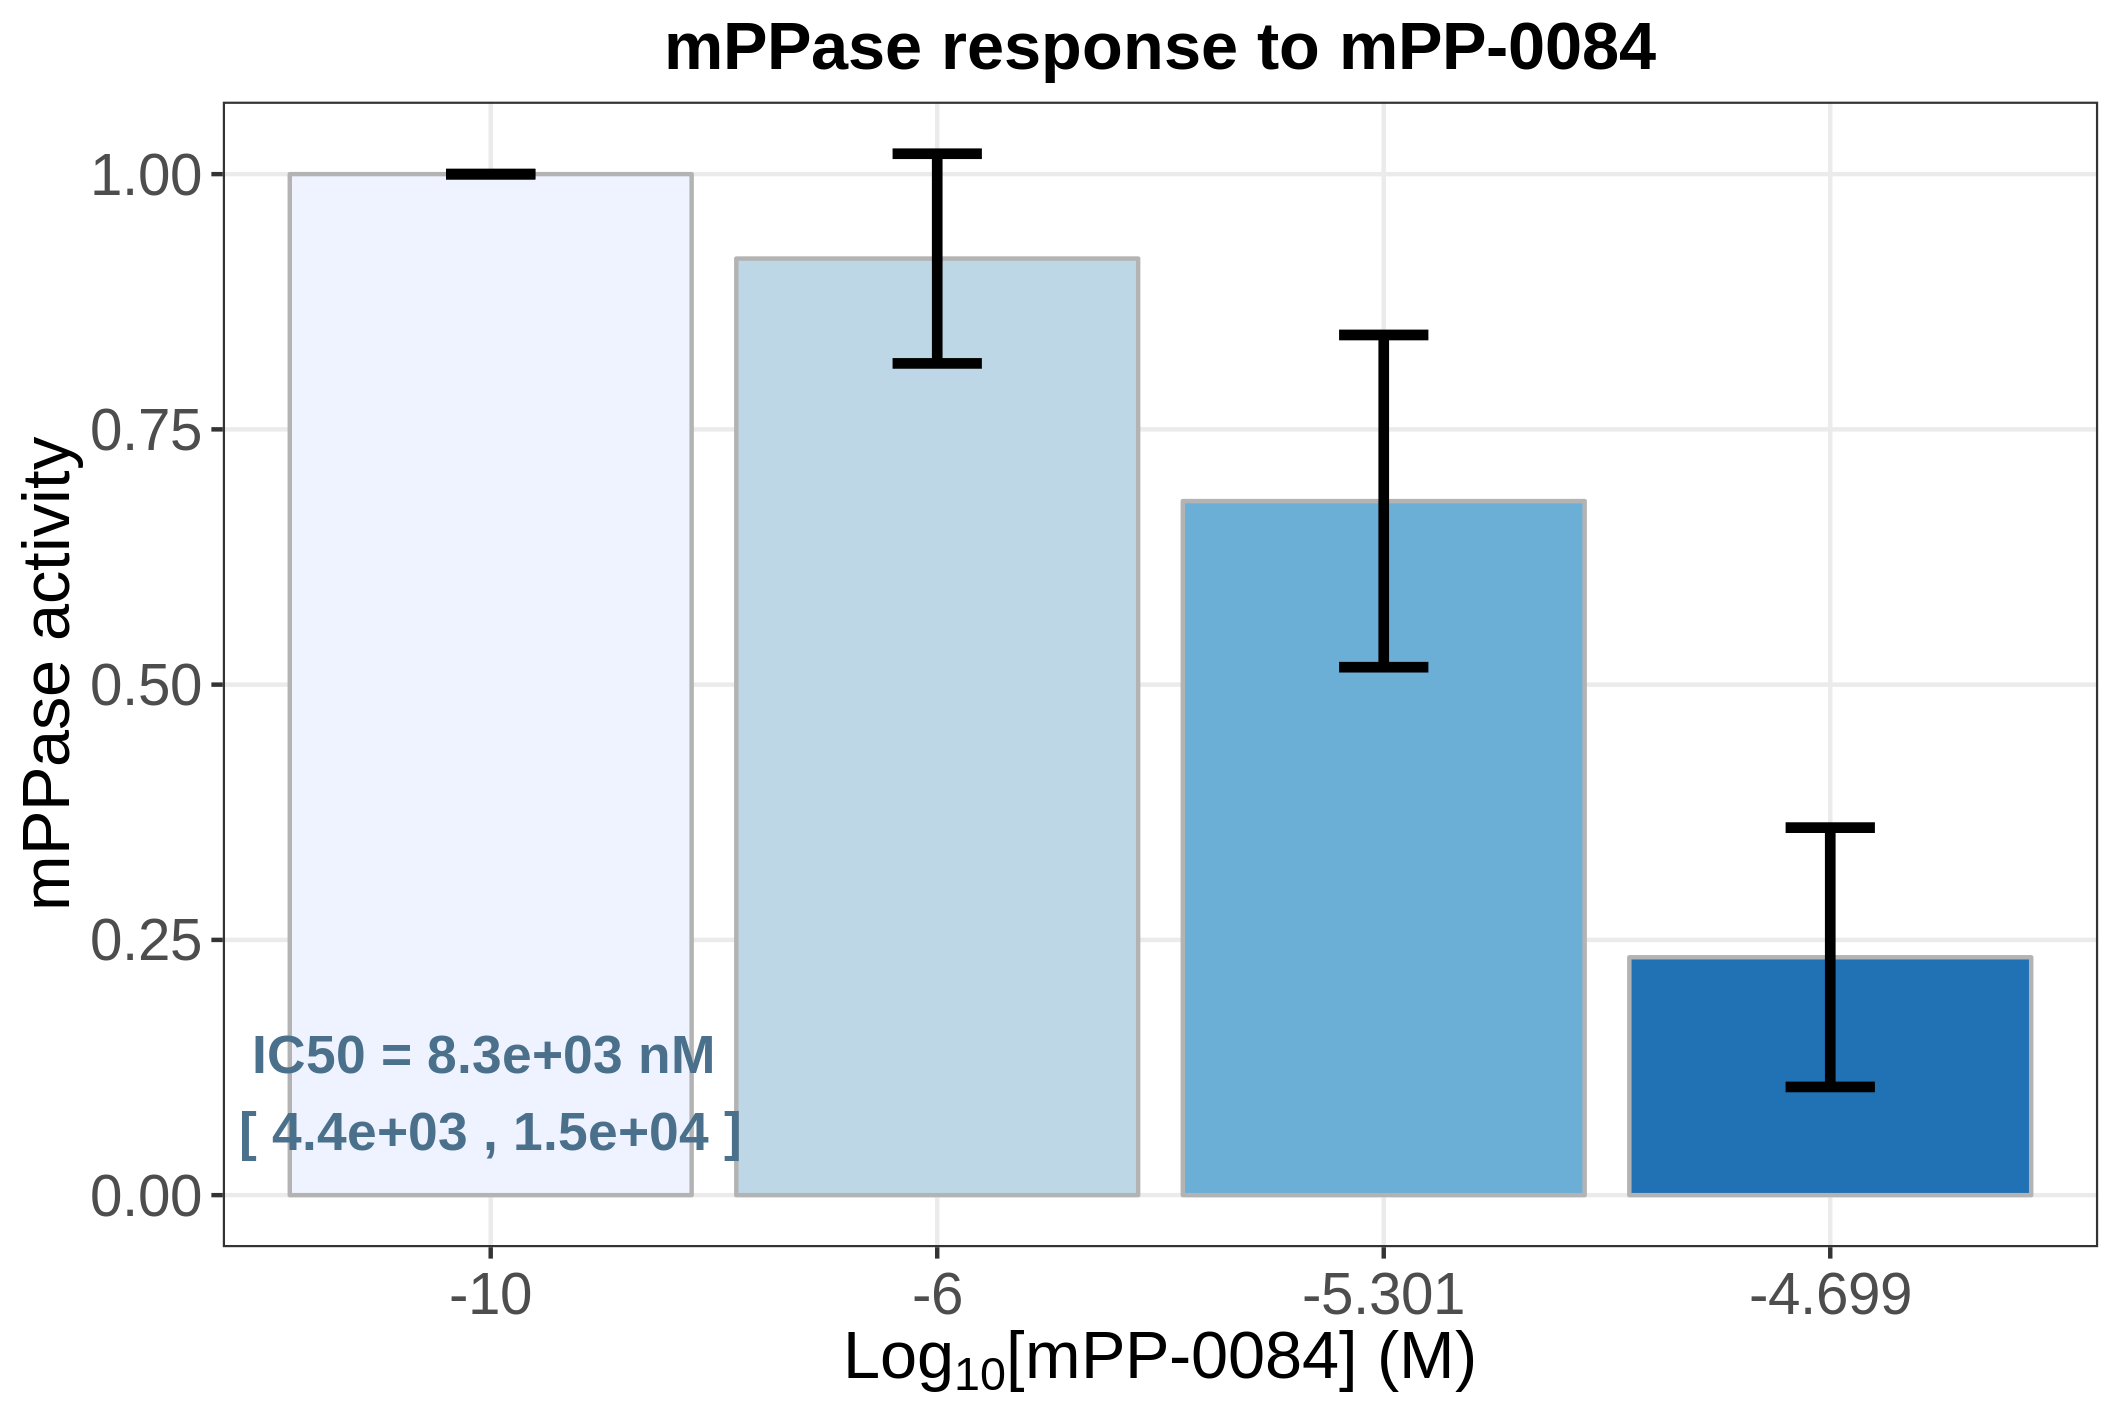 mPPase response to mPP-0084
mPPase activity
1.00
0.75
0.50
0.25
0.00
IC50 = 8.3e+03 nM
[ 4.4e+03 , 1.5e+04 ]
-10 -6 -5.301 -4.699
Log10[mPP-0084] (M)